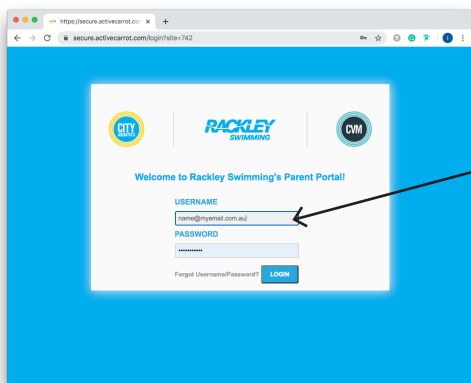 https://secure.activecarrot.com
secure.activecarrot.com/login?site=742
CITY
AQUATICS
RACKLEY
SWIMMING
CVM
Welcome to Rackley Swimming's Parent Portal!
USERNAME
name@myemail.com.au
PASSWORD
••••••••••••
Forgot Username/Password? LOGIN